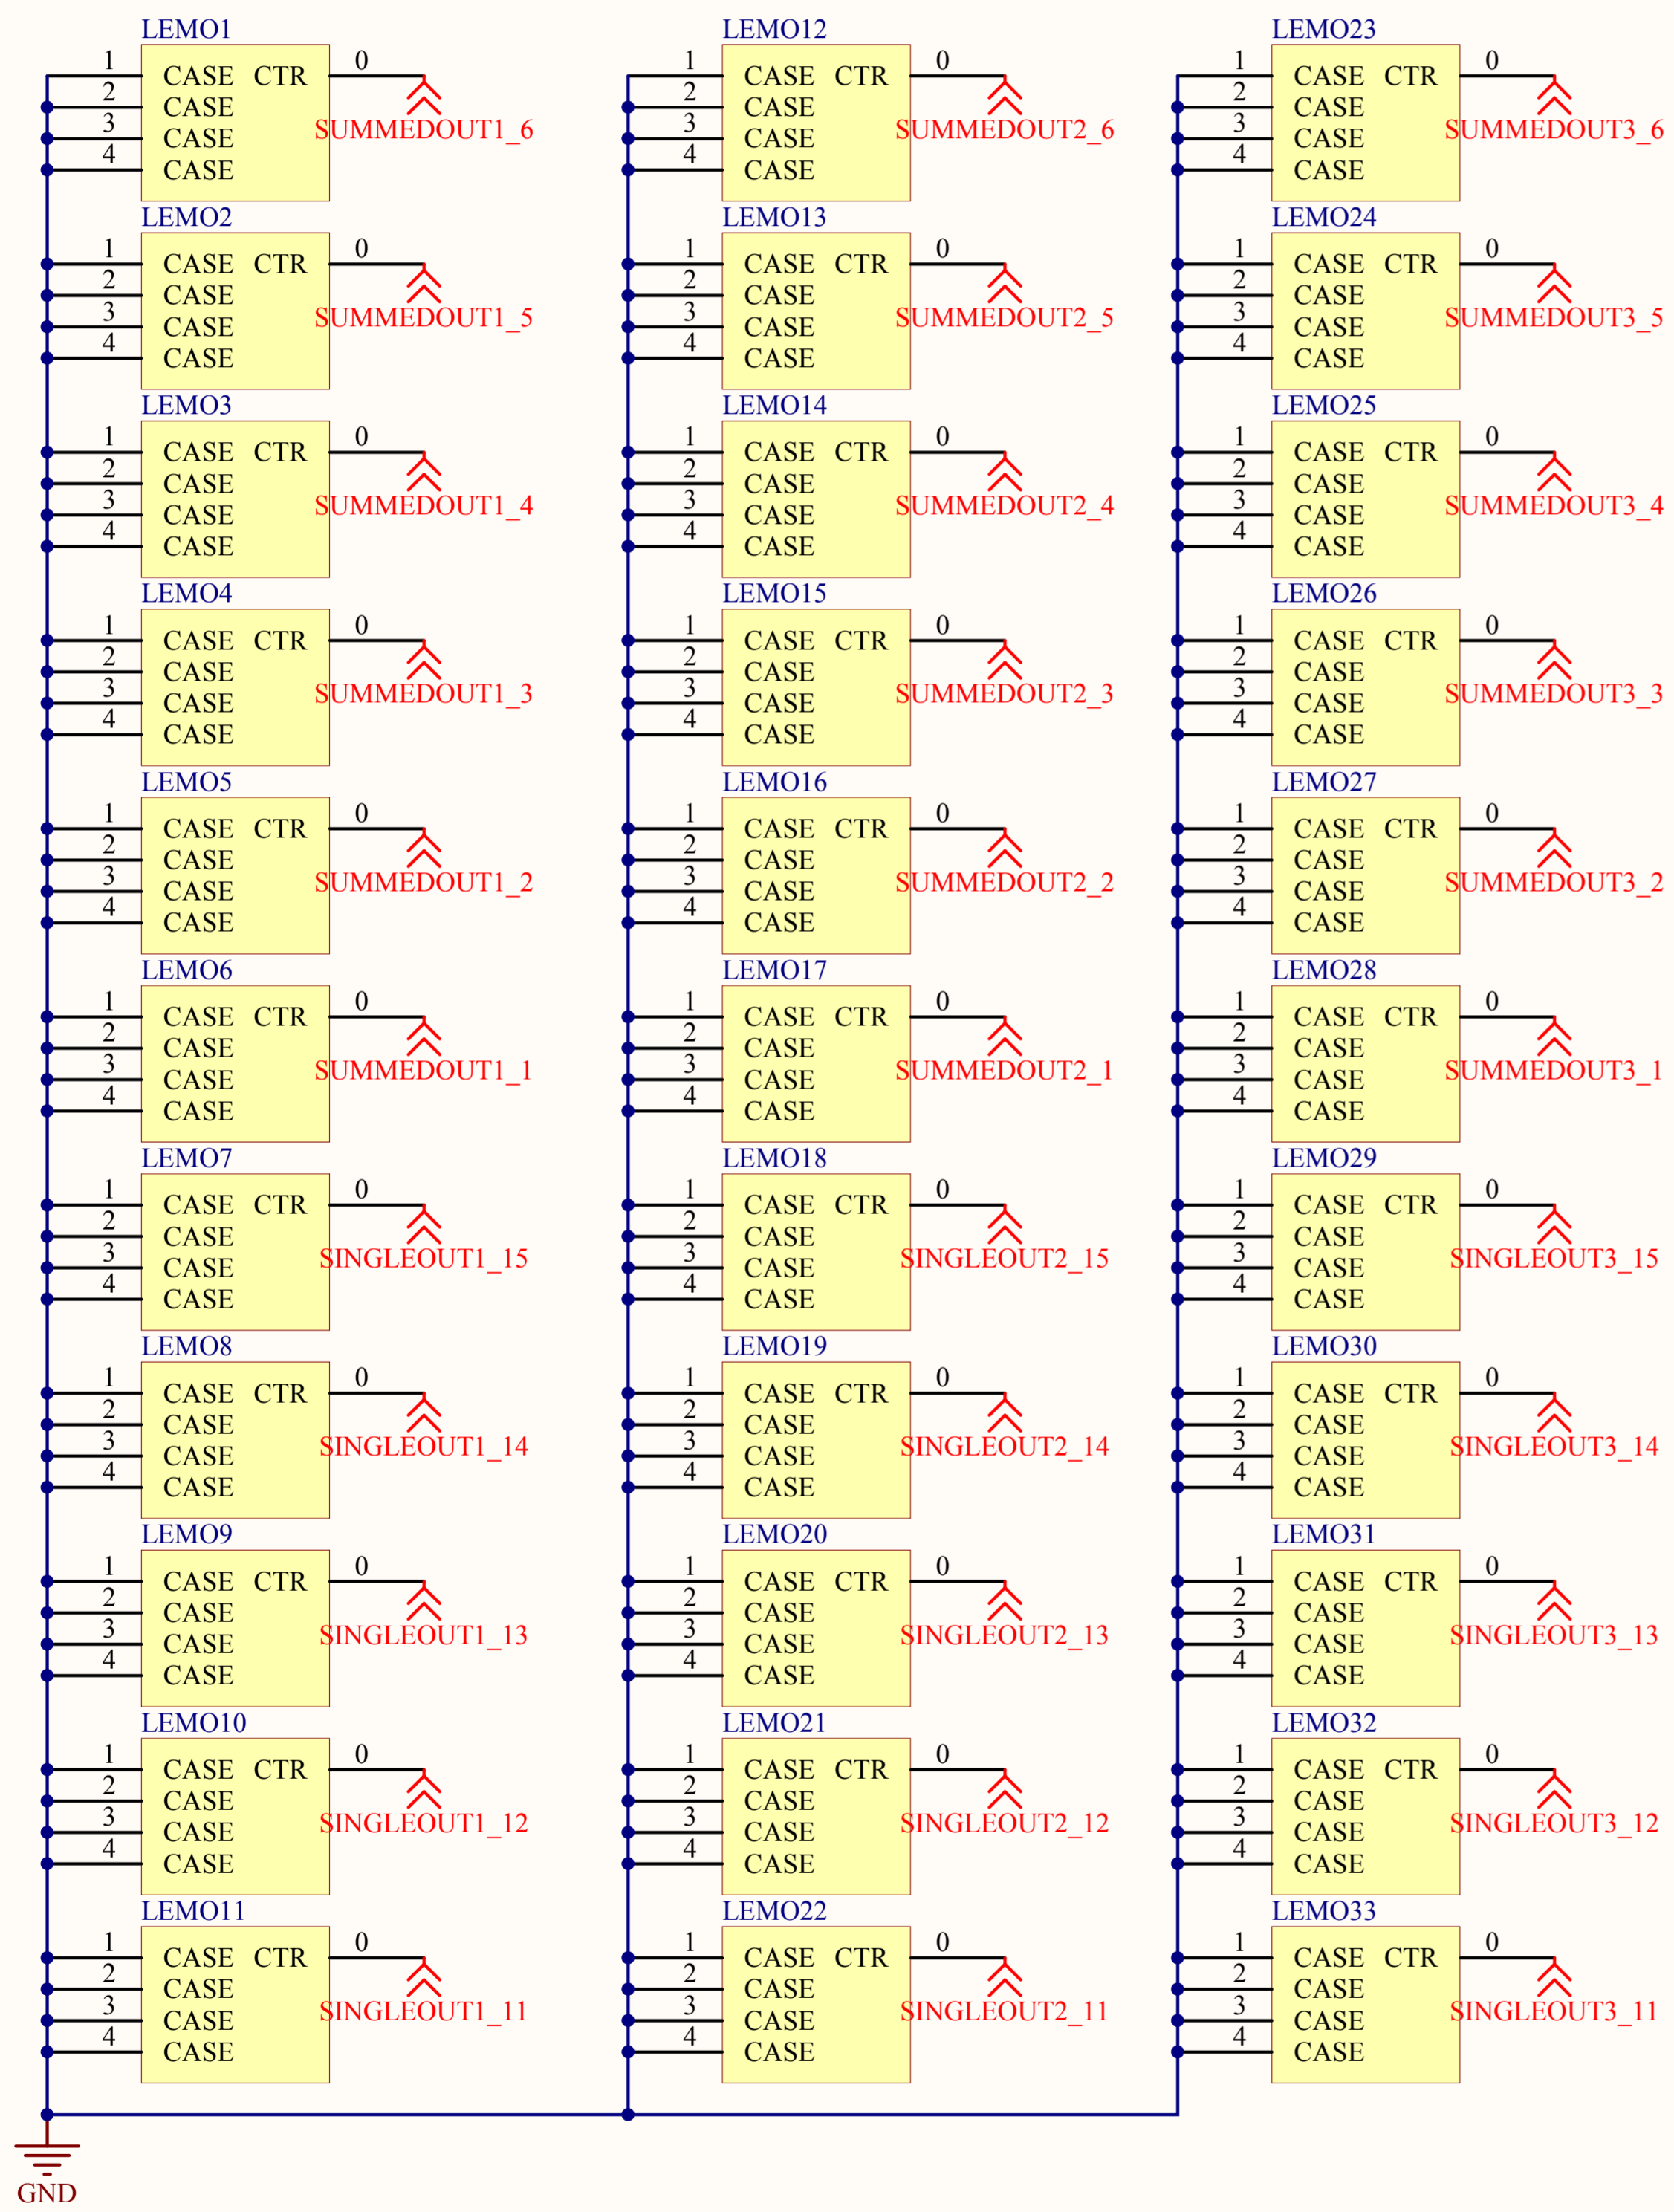 LEMO1 LEMO12 LEMO23
1 CASE CTR 0 1 CASE CTR 0 1 CASE CTR 0
2 CASE 2 CASE 2 CASE
3 CASE SUMMEDOUT1_6 3 CASE SUMMEDOUT2_6 3 CASE SUMMEDOUT3_6
4 CASE 4 CASE 4 CASE
LEMO2 LEMO13 LEMO24
1 CASE CTR 0 1 CASE CTR 0 1 CASE CTR 0
2 CASE 2 CASE 2 CASE
3 CASE SUMMEDOUT1_5 3 CASE SUMMEDOUT2_5 3 CASE SUMMEDOUT3_5
4 CASE 4 CASE 4 CASE
LEMO3 LEMO14 LEMO25
1 CASE CTR 0 1 CASE CTR 0 1 CASE CTR 0
2 CASE 2 CASE 2 CASE
3 CASE SUMMEDOUT1_4 3 CASE SUMMEDOUT2_4 3 CASE SUMMEDOUT3_4
4 CASE 4 CASE 4 CASE
LEMO4 LEMO15 LEMO26
1 CASE CTR 0 1 CASE CTR 0 1 CASE CTR 0
2 CASE 2 CASE 2 CASE
3 CASE SUMMEDOUT1_3 3 CASE SUMMEDOUT2_3 3 CASE SUMMEDOUT3_3
4 CASE 4 CASE 4 CASE
LEMO5 LEMO16 LEMO27
1 CASE CTR 0 1 CASE CTR 0 1 CASE CTR 0
2 CASE 2 CASE 2 CASE
3 CASE SUMMEDOUT1_2 3 CASE SUMMEDOUT2_2 3 CASE SUMMEDOUT3_2
4 CASE 4 CASE 4 CASE
LEMO6 LEMO17 LEMO28
1 CASE CTR 0 1 CASE CTR 0 1 CASE CTR 0
2 CASE 2 CASE 2 CASE
3 CASE SUMMEDOUT1_1 3 CASE SUMMEDOUT2_1 3 CASE SUMMEDOUT3_1
4 CASE 4 CASE 4 CASE
LEMO7 LEMO18 LEMO29
1 CASE CTR 0 1 CASE CTR 0 1 CASE CTR 0
2 CASE 2 CASE 2 CASE
3 CASE SINGLEOUT1_15 3 CASE SINGLEOUT2_15 3 CASE SINGLEOUT3_15
4 CASE 4 CASE 4 CASE
LEMO8 LEMO19 LEMO30
1 CASE CTR 0 1 CASE CTR 0 1 CASE CTR 0
2 CASE 2 CASE 2 CASE
3 CASE SINGLEOUT1_14 3 CASE SINGLEOUT2_14 3 CASE SINGLEOUT3_14
4 CASE 4 CASE 4 CASE
LEMO9 LEMO20 LEMO31
1 CASE CTR 0 1 CASE CTR 0 1 CASE CTR 0
2 CASE 2 CASE 2 CASE
3 CASE SINGLEOUT1_13 3 CASE SINGLEOUT2_13 3 CASE SINGLEOUT3_13
4 CASE 4 CASE 4 CASE
LEMO10 LEMO21 LEMO32
1 CASE CTR 0 1 CASE CTR 0 1 CASE CTR 0
2 CASE 2 CASE 2 CASE
3 CASE SINGLEOUT1_12 3 CASE SINGLEOUT2_12 3 CASE SINGLEOUT3_12
4 CASE 4 CASE 4 CASE
LEMO11 LEMO22 LEMO33
1 CASE CTR 0 1 CASE CTR 0 1 CASE CTR 0
2 CASE 2 CASE 2 CASE
3 CASE SINGLEOUT1_11 3 CASE SINGLEOUT2_11 3 CASE SINGLEOUT3_11
4 CASE 4 CASE 4 CASE
GND